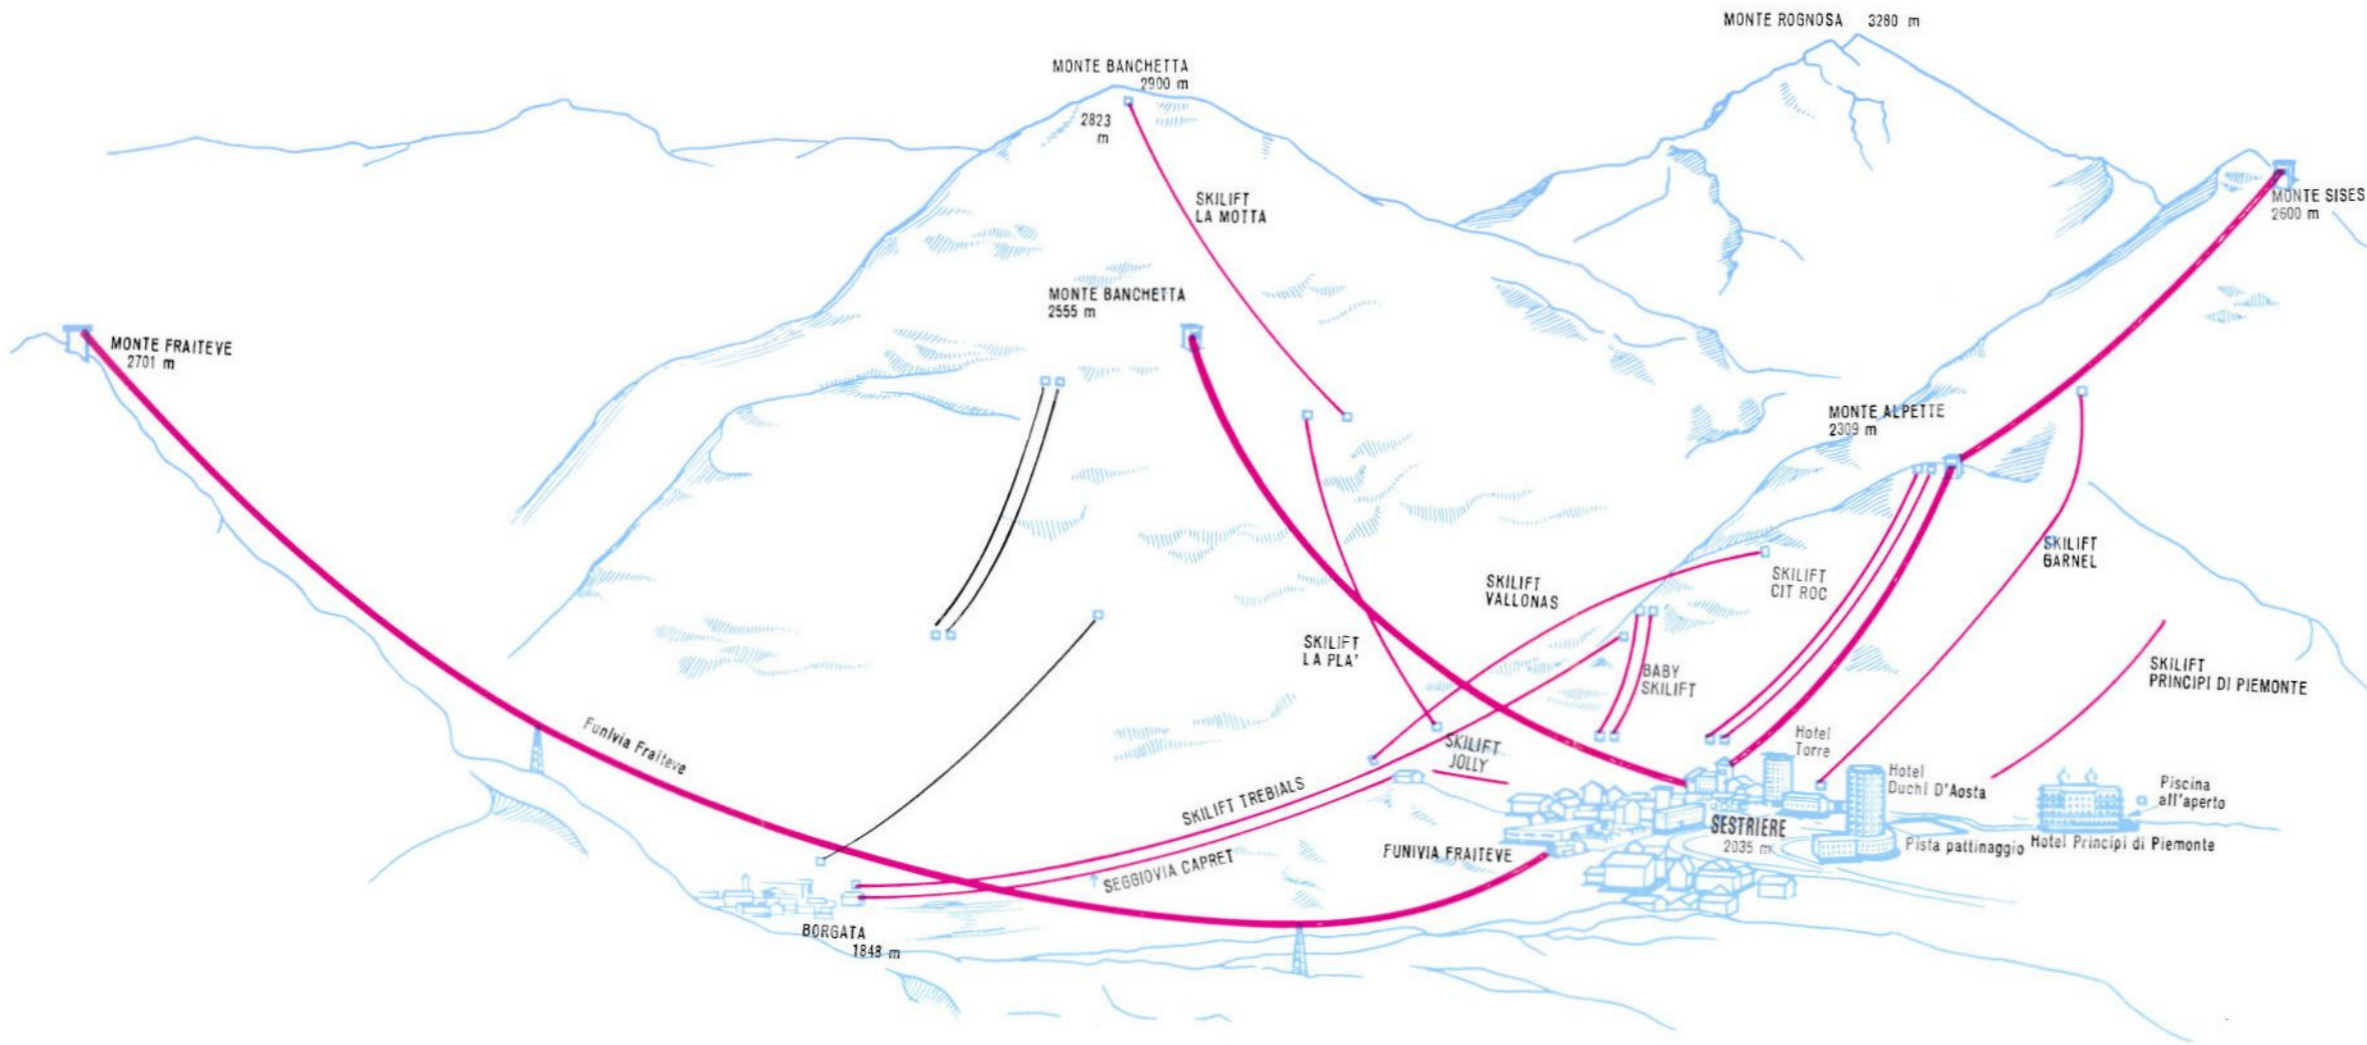 MONTE ROGNOSA 3280 m
MONTE BANCHETTA
2900 m
2823
m
SKILIFT
LA MOTTA
MONTE SISES
2600 m
MONTE BANCHETTA
2555 m
MONTE FRAITEVE
2701 m
MONTE ALPETTE
2309 m
SKILIFT
GARNEL
SKILIFT
VALLONAS
SKILIFT
CIT ROC
SKILIFT
LA PLA'
BABY
SKILIFT
SKILIFT
PRINCIPI DI PIEMONTE
Funivia Fraiteve
SKILIFT
JOLLY
Hotel
Torre
Hotel
Duchi D'Aosta
Piscina
all'aperto
SKILIFT TREBIALS
SESTRIERE
2035 m
Pista pattinaggio
Hotel Principi di Piemonte
FUNIVIA FRAITEVE
SEGGIOVIA CAPRET
BORGATA
1848 m